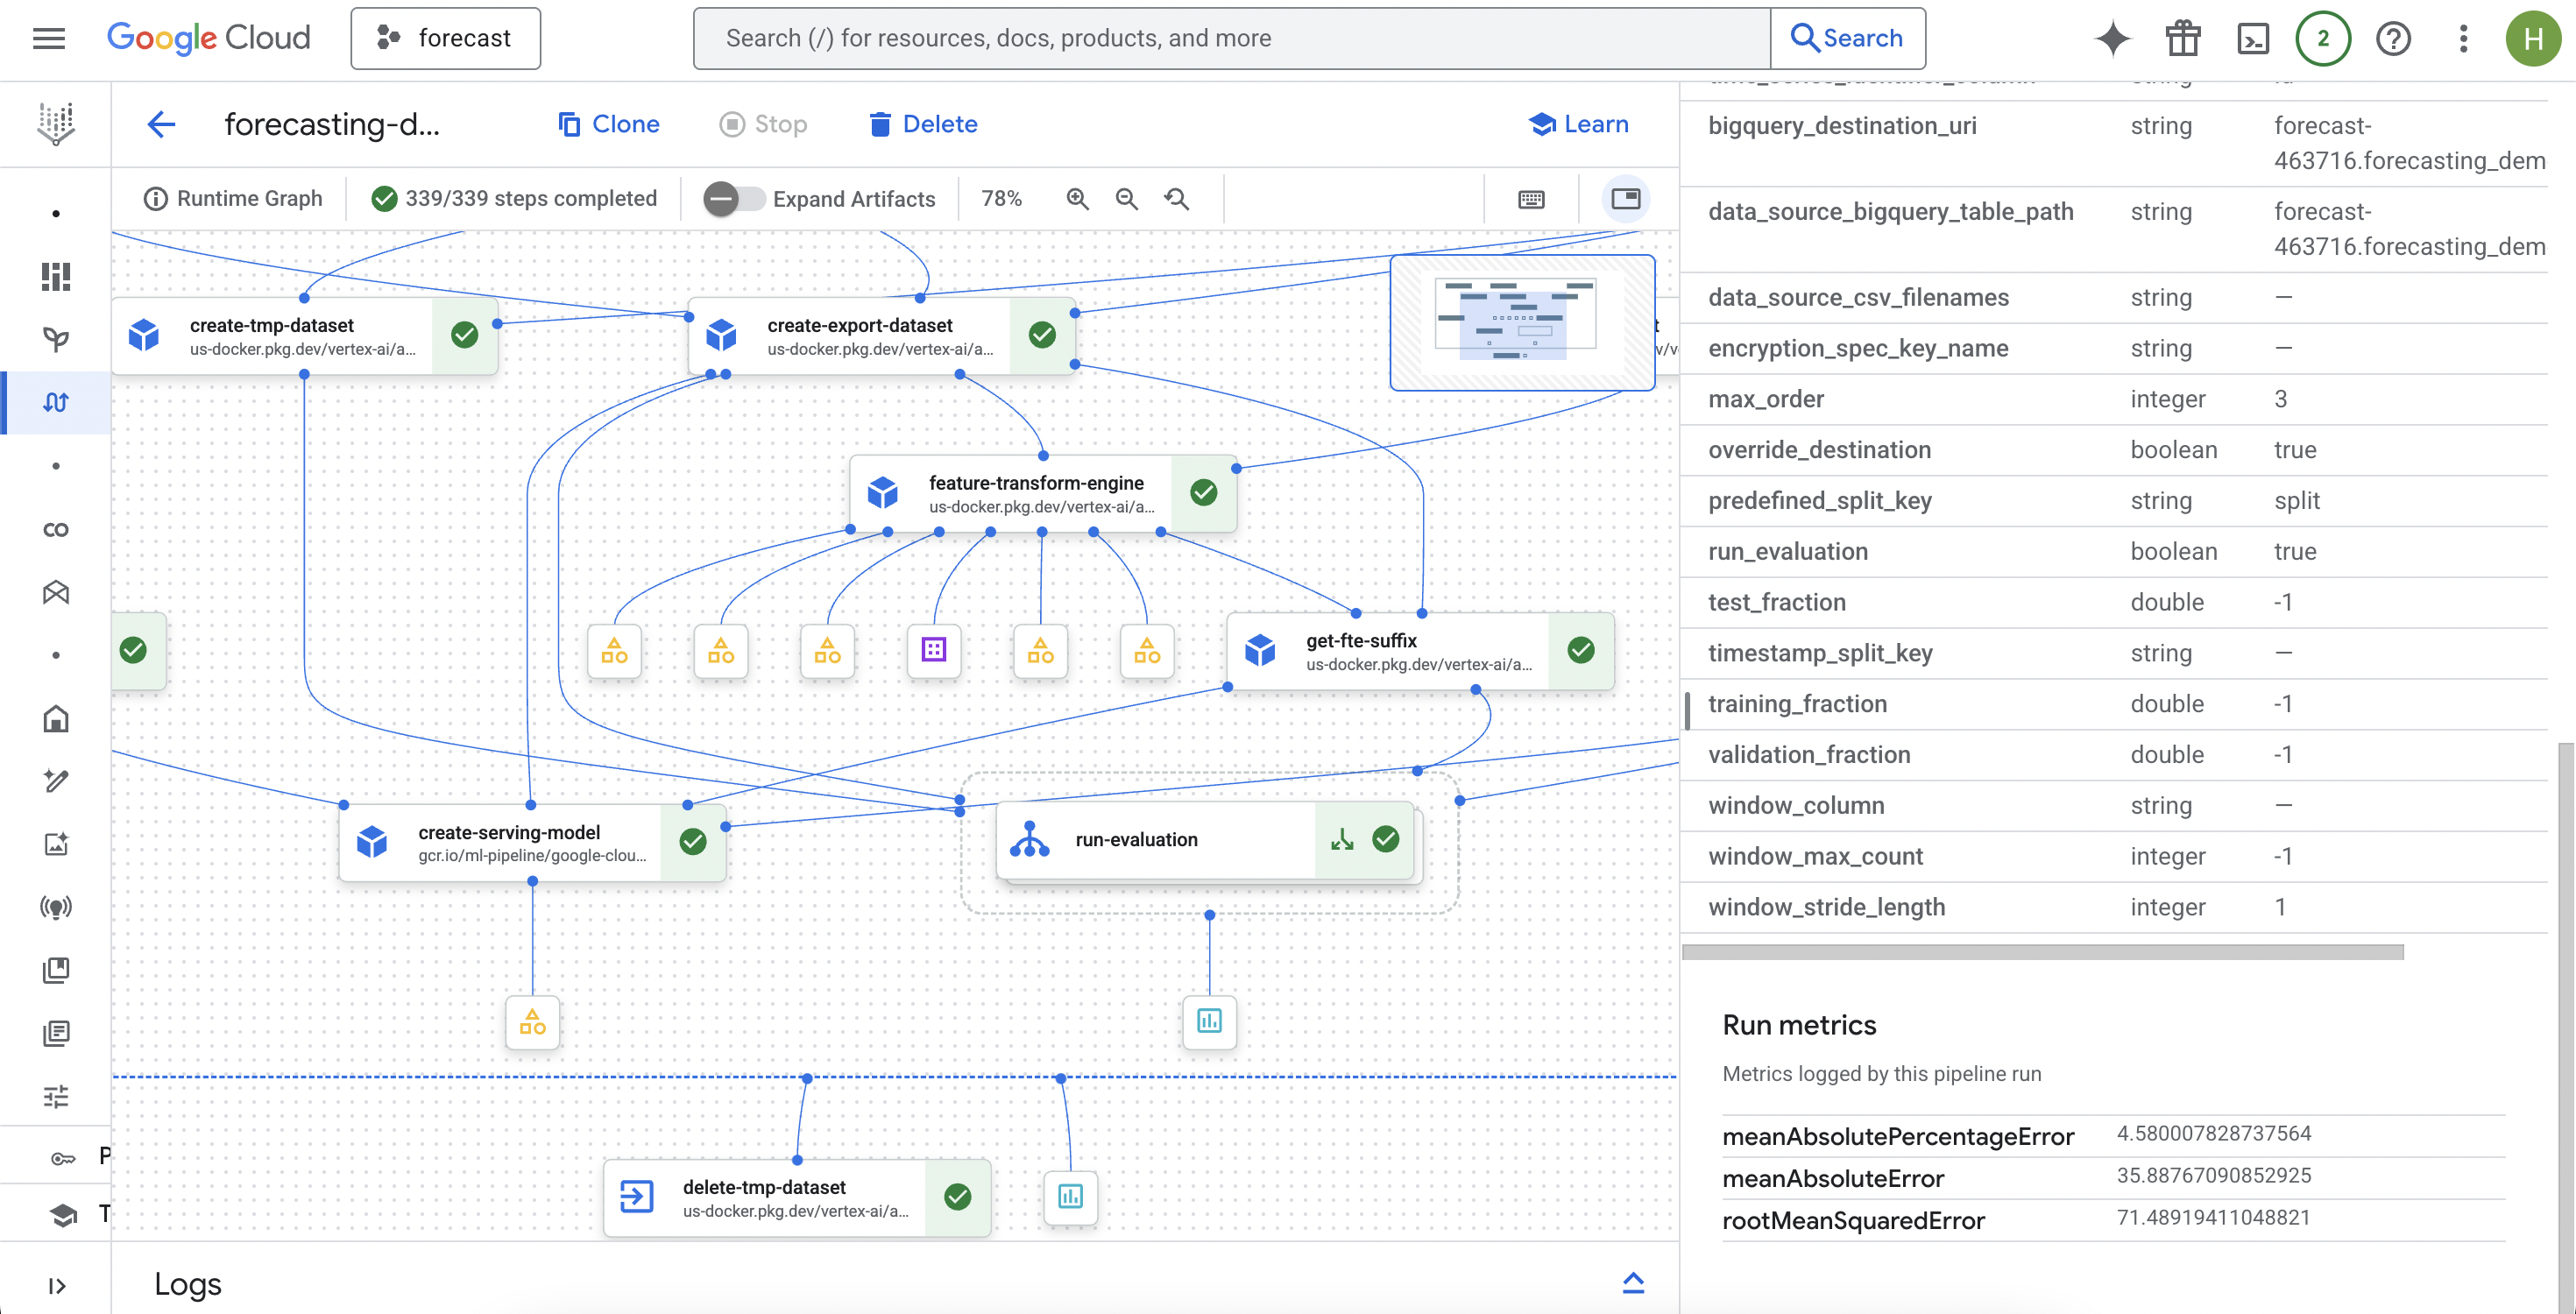 Google Cloud
forecast
Search (/) for resources, docs, products, and more
Search
2
H
forecasting-d...
Clone
Stop
Delete
Learn
Runtime Graph
339/339 steps completed
Expand Artifacts
78%
create-tmp-dataset
us-docker.pkg.dev/vertex-ai/a...
create-export-dataset
us-docker.pkg.dev/vertex-ai/a...
feature-transform-engine
us-docker.pkg.dev/vertex-ai/a...
get-fte-suffix
us-docker.pkg.dev/vertex-ai/a...
create-serving-model
gcr.io/ml-pipeline/google-clou...
run-evaluation
delete-tmp-dataset
us-docker.pkg.dev/vertex-ai/a...
P
T
Logs
bigquery_destination_uri string forecast-
463716.forecasting_dem
data_source_bigquery_table_path string forecast-
463716.forecasting_dem
data_source_csv_filenames string —
encryption_spec_key_name string —
max_order integer 3
override_destination boolean true
predefined_split_key string split
run_evaluation boolean true
test_fraction double -1
timestamp_split_key string —
training_fraction double -1
validation_fraction double -1
window_column string —
window_max_count integer -1
window_stride_length integer 1
Run metrics
Metrics logged by this pipeline run
meanAbsolutePercentageError 4.580007828737564
meanAbsoluteError 35.88767090852925
rootMeanSquaredError 71.48919411048821